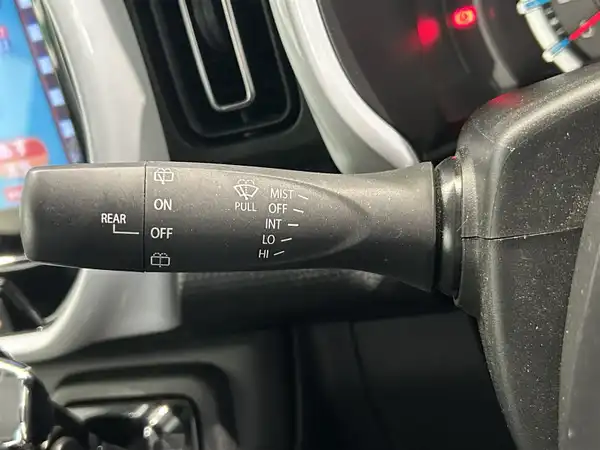 ON
REAR
OFF
PULL
MIST
OFF
INT
LO
HI